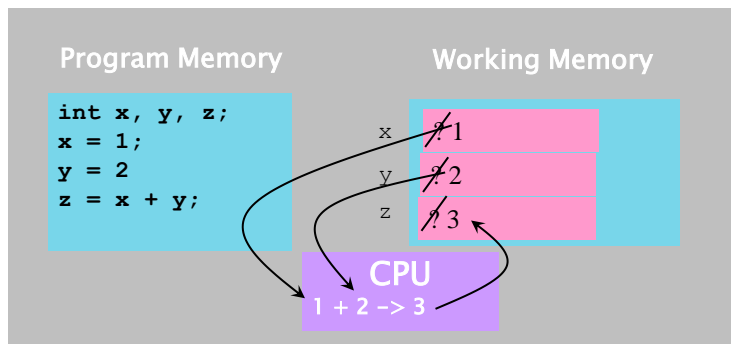 Program Memory
Working Memory
int x, y, z;
x = 1;
y = 2
z = x + y;
x ? 1
y ? 2
z ? 3
CPU
1 + 2 -> 3